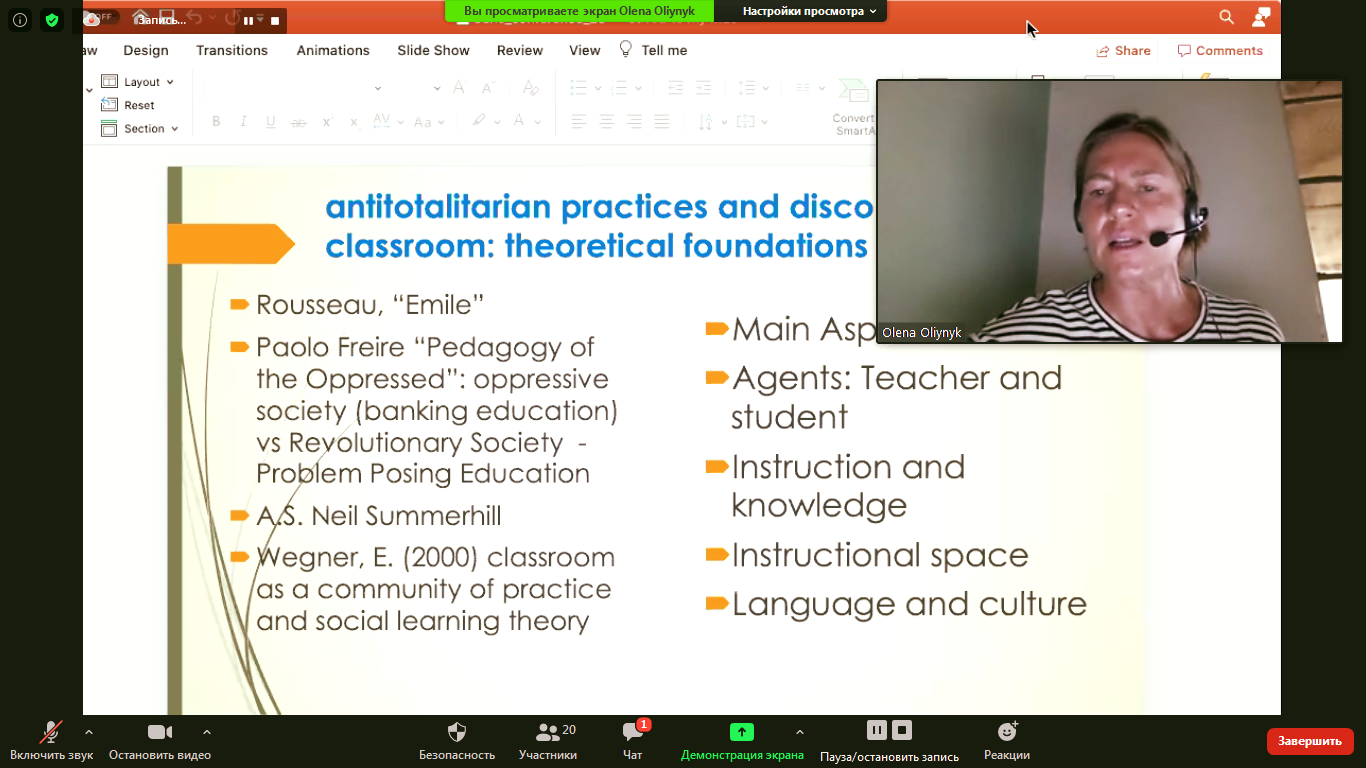 Запись...
Вы просматриваете экран Olena Oliynyk
Настройки просмотра
Design
Transitions
Animations
Slide Show
Review
View
Tell me
Share
Comments
Layout
Reset
Section
Convert
antitotalitarian practices and disco
classroom: theoretical foundations
Rousseau, “Emile”
Paolo Freire “Pedagogy of
the Oppressed”: oppressive
society (banking education)
vs Revolutionary Society -
Problem Posing Education
A.S. Neil Summerhill
Wegner, E. (2000) classroom
as a community of practice
and social learning theory
Main Asp
Agents: Teacher and
student
Instruction and
knowledge
Instructional space
Language and culture
Olena Oliynyk
Включить звук
Остановить видео
Безопасность
Участники
20
Чат
1
Демонстрация экрана
Пауза/остановить запись
Реакции
Завершить